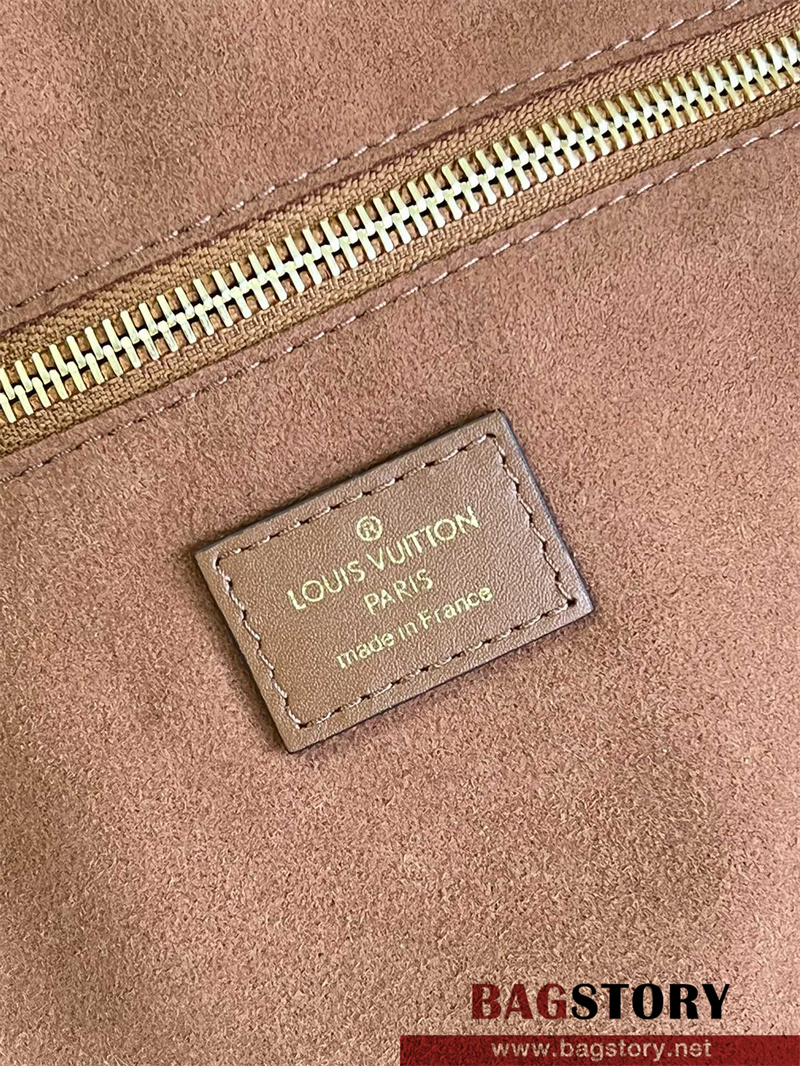 ®
LOUIS VUITTON
PARIS
made in France
BAGSTORY
www.bagstory.net